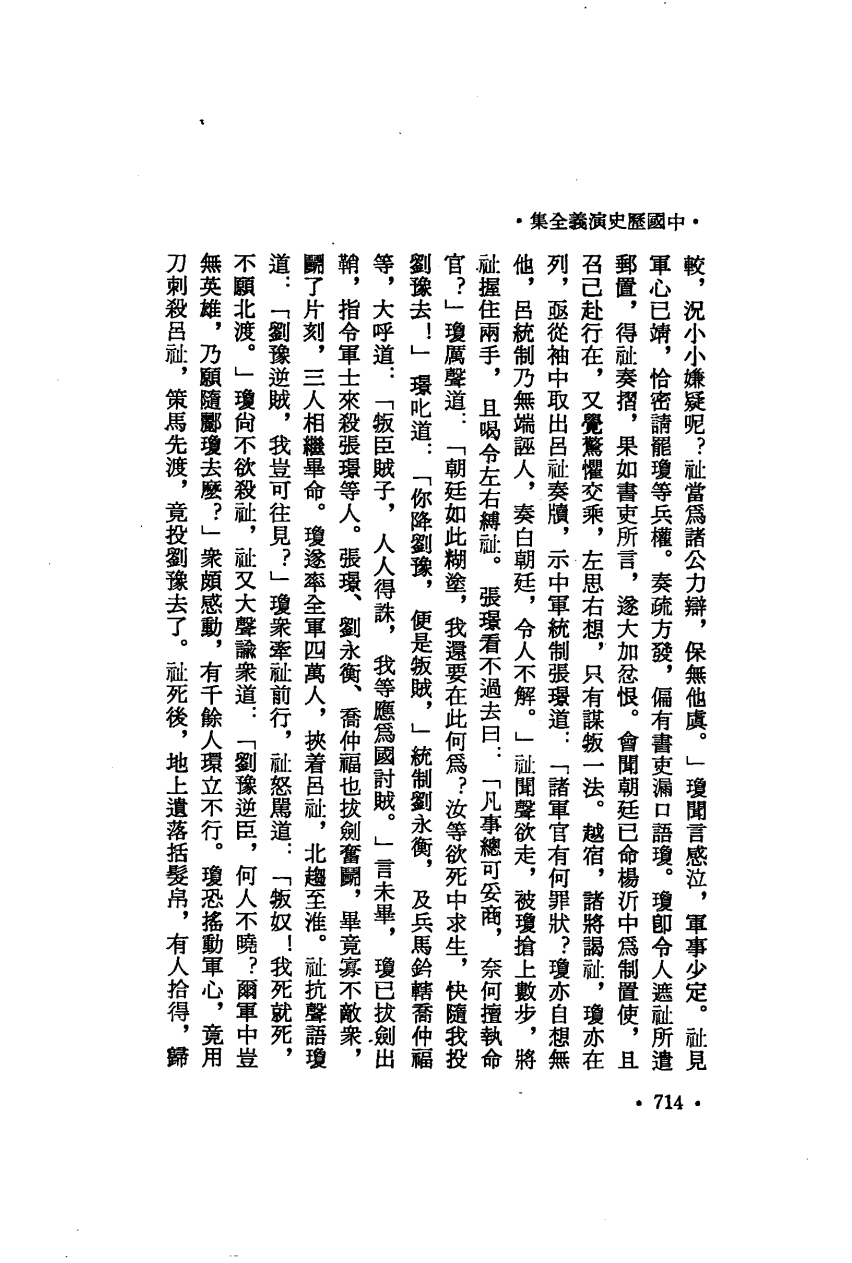 •中國歷史演義全集•
較，況小小嫌疑呢？祉當爲諸公力辯，保無他虞。」瓊聞言感泣，軍事少定。祉見
軍心已靖，恰密請罷瓊等兵權。奏疏方發，偏有書吏漏口語瓊。瓊卽令人遮祉所遣
郵置，得祉奏摺，果如書吏所言，遂大加忿恨。會聞朝廷已命楊沂中爲制置使，且
召己赴行在，又覺驚懼交乘，左思右想，只有謀叛一法。越宿，諸將謁祉，瓊亦在
列，亟從袖中取出呂祉奏牘，示中軍統制張璟道：「諸軍官有何罪狀？瓊亦自想無
他，呂統制乃無端誣人，奏白朝廷，令人不解。」祉聞聲欲走，被瓊搶上數步，將
祉握住兩手，且喝令左右縛祉。張璟看不過去曰：「凡事總可妥商，奈何擅執命
官？」瓊厲聲道：「朝廷如此糊塗，我還要在此何爲？汝等欲死中求生，快隨我投
劉豫去！」璟叱道：「你降劉豫，便是叛賊，」統制劉永衡，及兵馬鈐轄喬仲福
等，大呼道：「叛臣賊子，人人得誅，我等應爲國討賊。」言未畢，瓊已拔劍出
鞘，指令軍士來殺張璟等人。張璟、劉永衡、喬仲福也拔劍奮鬭，畢竟寡不敵衆，
鬭了片刻，三人相繼畢命。瓊遂率全軍四萬人，挾着呂祉，北趨至淮。祉抗聲語瓊
道：「劉豫逆賊，我豈可往見？」瓊衆牽祉前行，祉怒駡道：「叛奴！我死就死，
不願北渡。」瓊尙不欲殺祉，祉又大聲諭衆道：「劉豫逆臣，何人不曉？爾軍中豈
無英雄，乃願隨酈瓊去麼？」衆頗感動，有千餘人環立不行。瓊恐搖動軍心，竟用
刀刺殺呂祉，策馬先渡，竟投劉豫去了。祉死後，地上遺落括髮帛，有人拾得，歸
•714•